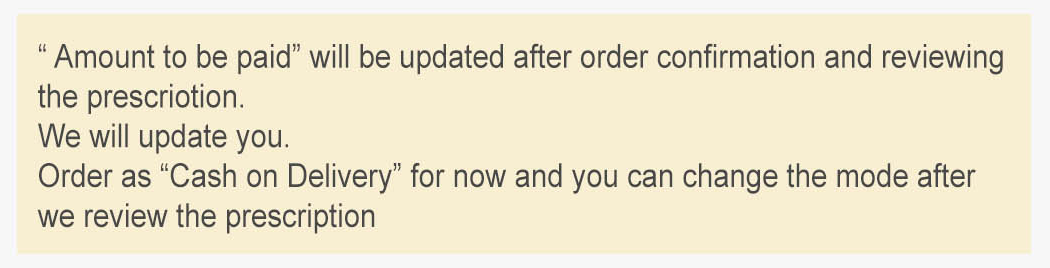 “ Amount to be paid” will be updated after order confirmation and reviewing
the prescriotion.
We will update you.
Order as “Cash on Delivery” for now and you can change the mode after
we review the prescription